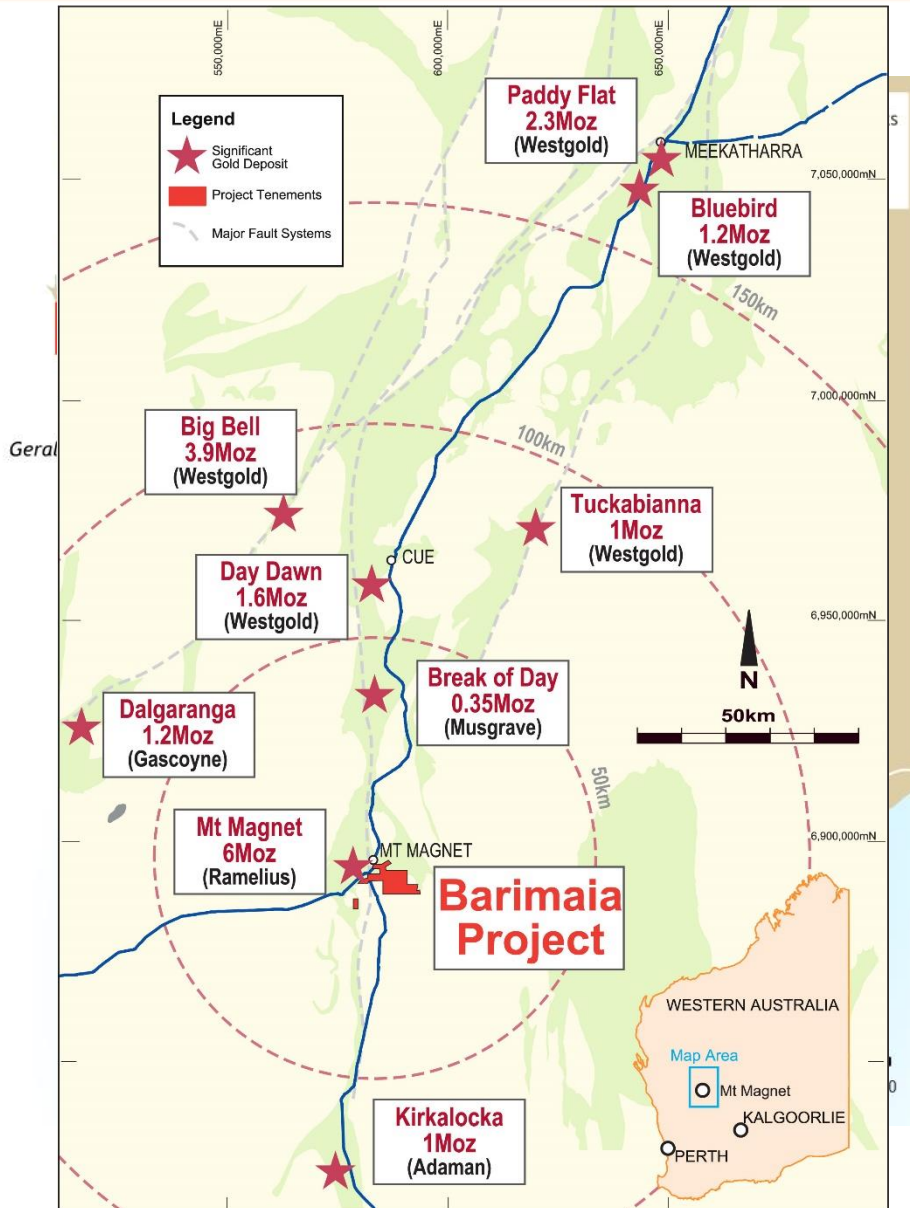 550,000mE
600,000mE
650,000mE
Legend
Significant
Gold Deposit
Project Tenements
Major Fault Systems
Paddy Flat
2.3Moz
(Westgold)
MEEKATHARRA
s
7,050,000mN
Bluebird
1.2Moz
(Westgold)
150km
7,000,000mN
Geral
Big Bell
3.9Moz
(Westgold)
100km
Tuckabianna
1Moz
(Westgold)
CUE
Day Dawn
1.6Moz
(Westgold)
6,950,000mN
N
50km
Break of Day
0.35Moz
(Musgrave)
Dalgaranga
1.2Moz
(Gascoyne)
50km
6,900,000mN
Mt Magnet
6Moz
(Ramelius)
MT MAGNET
Barimaia
Project
WESTERN AUSTRALIA
Map Area
Mt Magnet
KALGOORLIE
PERTH
0
Kirkalocka
1Moz
(Adaman)